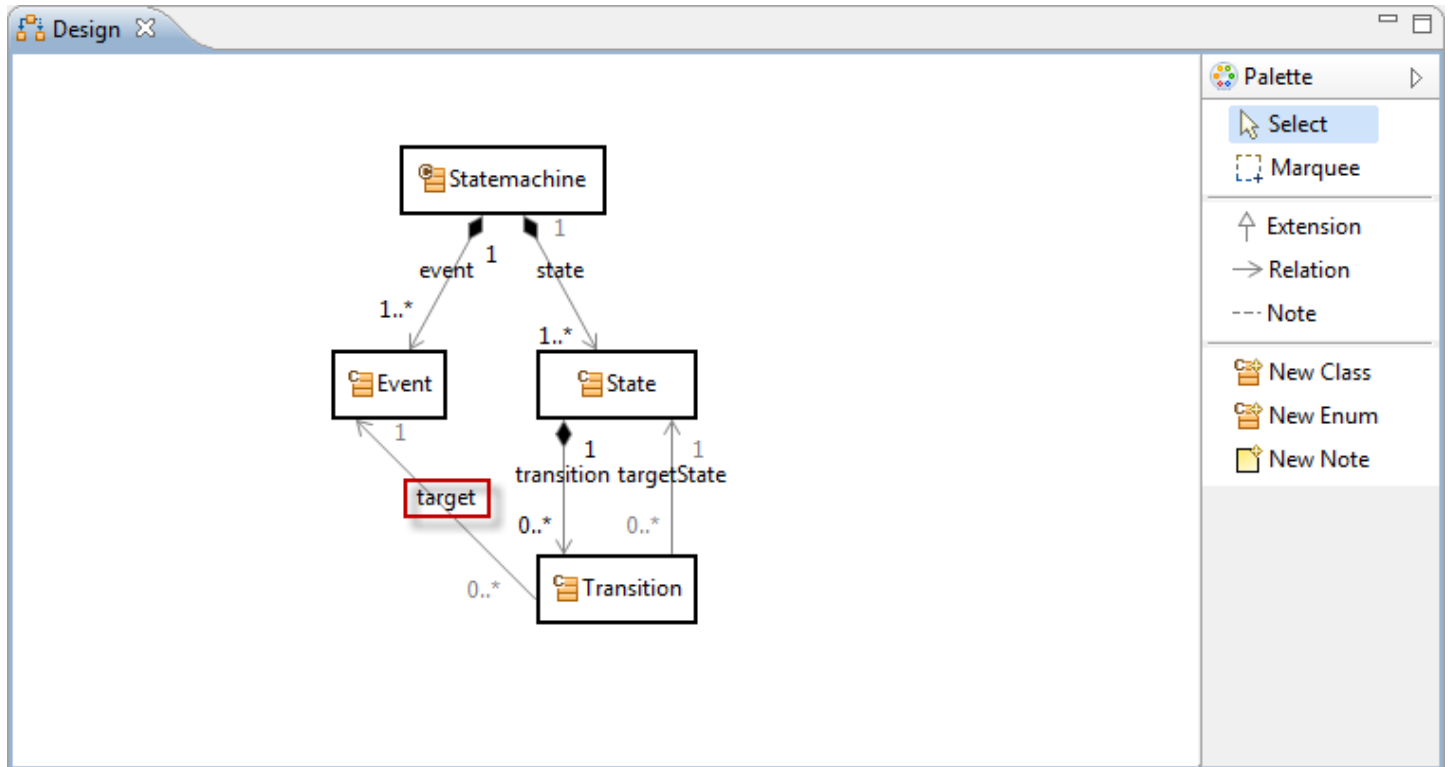 Design
Palette
Select
Marquee
Extension
Relation
Note
New Class
New Enum
New Note
Statemachine
1
1
event
state
1..*
1..*
Event
State
1
1
1
transition targetState
target
0..*
0..*
0..*
Transition